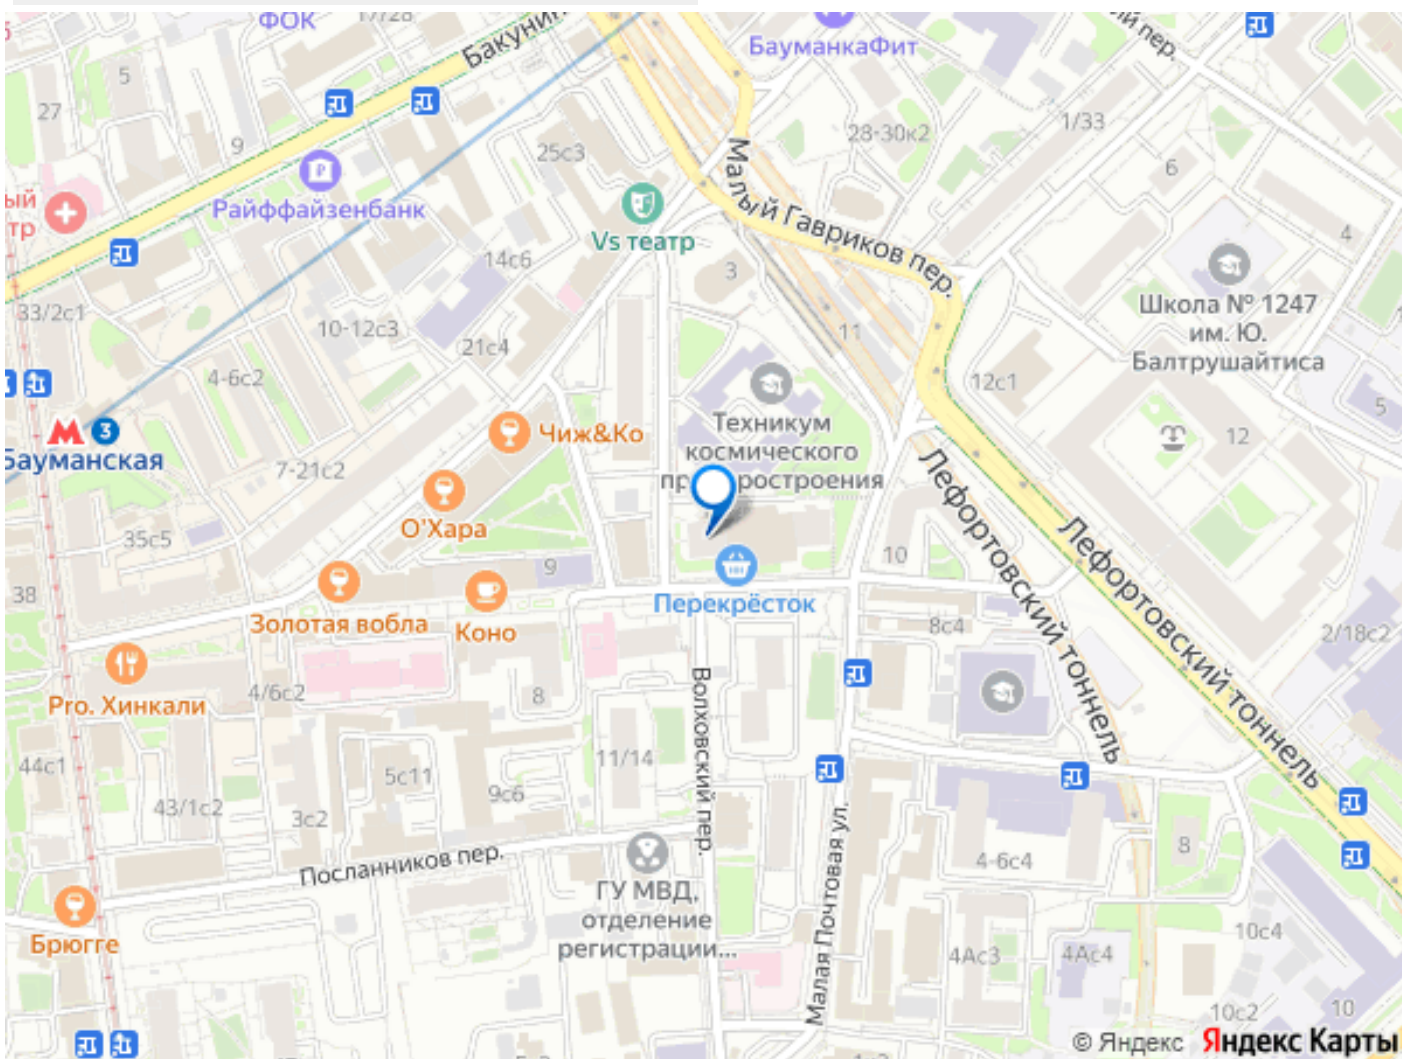 ФОК
17/28
Бакунин
БауманкаФит
ый пер.
5
27
9
25с3
28-30к2
1/33
6
4
ый
тр
Райффайзенбанк
Vs театр
Малый Гавриков пер.
14с6
3
33/2с1
10-12с3
21с4
11
Школа № 1247
им. Ю.
Балтрушайтиса
4-6с2
12с1
5
3
Бауманская
Чиж&Ко
Техникум
космического
12
7-21с2
О'Хара
35с5
9
10
38
Золотая вобла
Коно
Перекрёсток
Лефортовский тоннель
Лефортовский тоннель
8с4
2/18с2
Pro. Хинкали
4/6с2
8
Волховский пер.
44с1
5с11
11/14
9с6
43/1с2
3с2
Посланников пер.
ГУ МВД,
отделение
регистрации...
Малая Почтовая ул.
4-6с4
8
Брюгге
4Ас3
4Ас4
10с4
10с2
10
© Яндекс Яндекс Карты